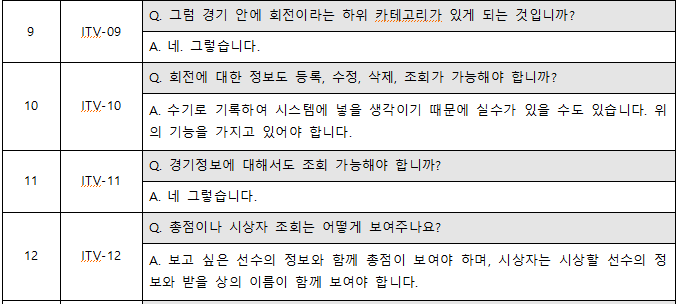 9
ITV-09
Q. 그럼 경기 안에 회전이라는 하위 카테고리가 있게 되는 것입니까?
A. 네. 그렇습니다.
10
ITV-10
Q. 회전에 대한 정보도 등록, 수정, 삭제, 조회가 가능해야 합니까?
A. 수기로 기록하여 시스템에 넣을 생각이기 때문에 실수가 있을 수도 있습니다. 위
의 기능을 가지고 있어야 합니다.
11
ITV-11
Q. 경기정보에 대해서도 조회 가능해야 합니까?
A. 네 그렇습니다.
12
ITV-12
Q. 총점이나 시상자 조회는 어떻게 보여주나요?
A. 보고 싶은 선수의 정보와 함께 총점이 보여야 하며, 시상자는 시상할 선수의 정
보와 받을 상의 이름이 함께 보여야 합니다.